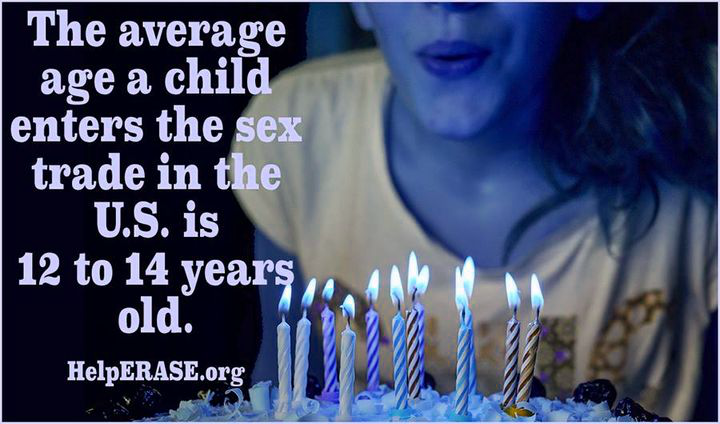 The average
age a child
enters the sex
trade in the
U.S. is
12 to 14 years
old.
HelpERASE.org